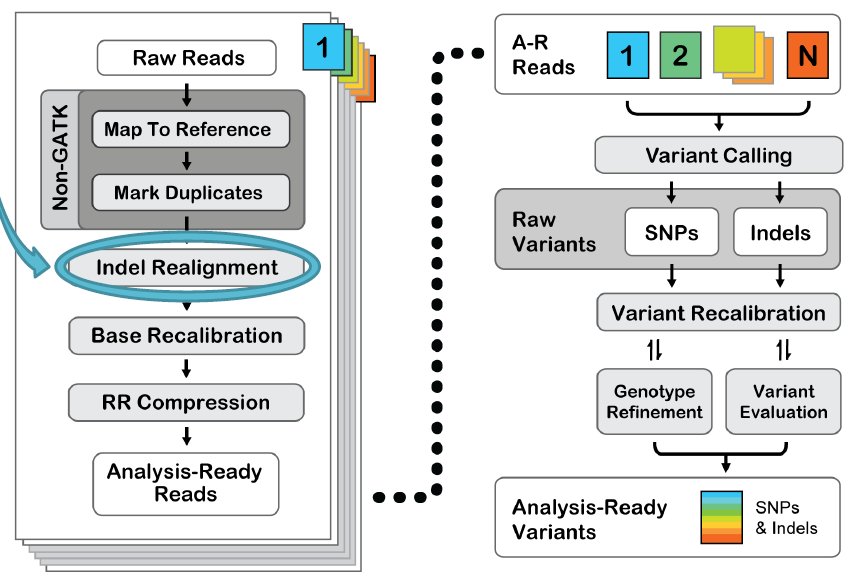 1
Raw Reads
Non-GATK
Map To Reference
Mark Duplicates
Indel Realignment
Base Recalibration
RR Compression
Analysis-Ready
Reads
A-R
Reads
1
2
N
Variant Calling
Raw
Variants
SNPs
Indels
Variant Recalibration
Genotype
Refinement
Variant
Evaluation
Analysis-Ready
Variants
SNPs
& Indels